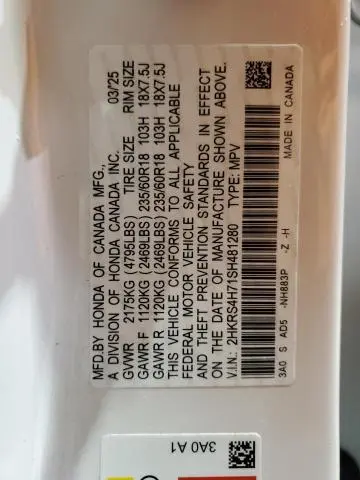 MFD.BY HONDA OF CANADA MFG.,
A DIVISION OF HONDA CANADA INC. 03/25
GVWR 2175KG (4795LBS) TIRE SIZE RIM SIZE
GAWR F 1120KG (2469LBS) 235/60R18 103H 18X7.5J
GAWR R 1120KG (2469LBS) 235/60R18 103H 18X7.5J
THIS VEHICLE CONFORMS TO ALL APPLICABLE
FEDERAL MOTOR VEHICLE SAFETY
AND THEFT PREVENTION STANDARDS IN EFFECT
ON THE DATE OF MANUFACTURE SHOWN ABOVE.
V.I.N.: 2HKRS4H71SH481280 TYPE: MPV
3A0 S AD5 -NH883P -Z -H MADE IN CANADA
3A0 A1